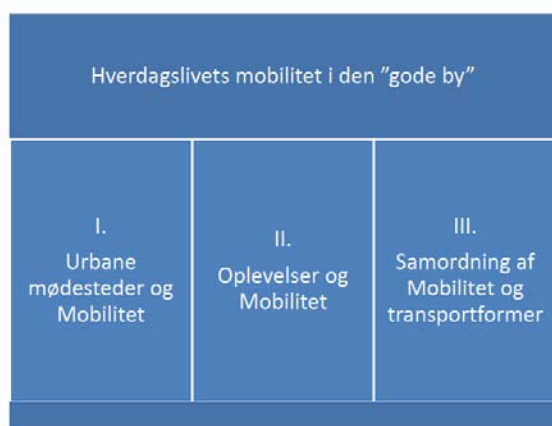 Hverdagslivets mobilitet i den ”gode by”
I.
Urbane
mødesteder og
Mobilitet
II.
Oplevelser og
Mobilitet
III.
Samordning af
Mobilitet og
transportformer